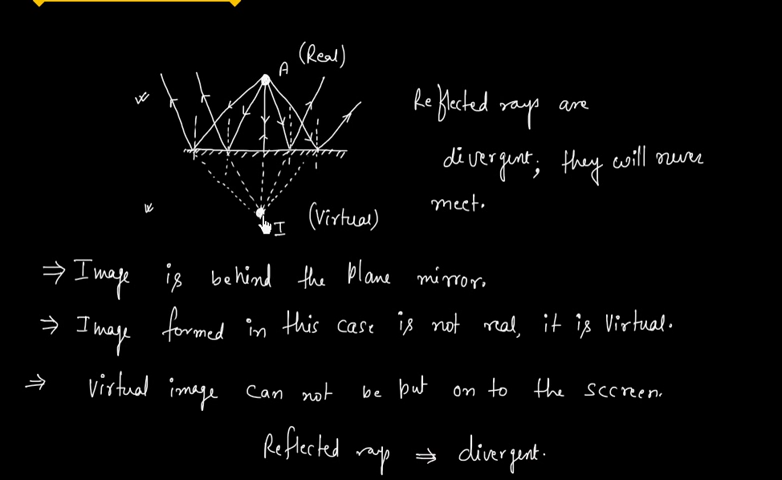 A (Real)
Reflected rays are
divergent; they will never
meet.
I (Virtual)
⇒ Image is behind the plane mirror.
⇒ Image formed in this case is not real, it is virtual.
⇒ Virtual image can not be put on to the sccreen.
Reflected rays ⇒ divergent.